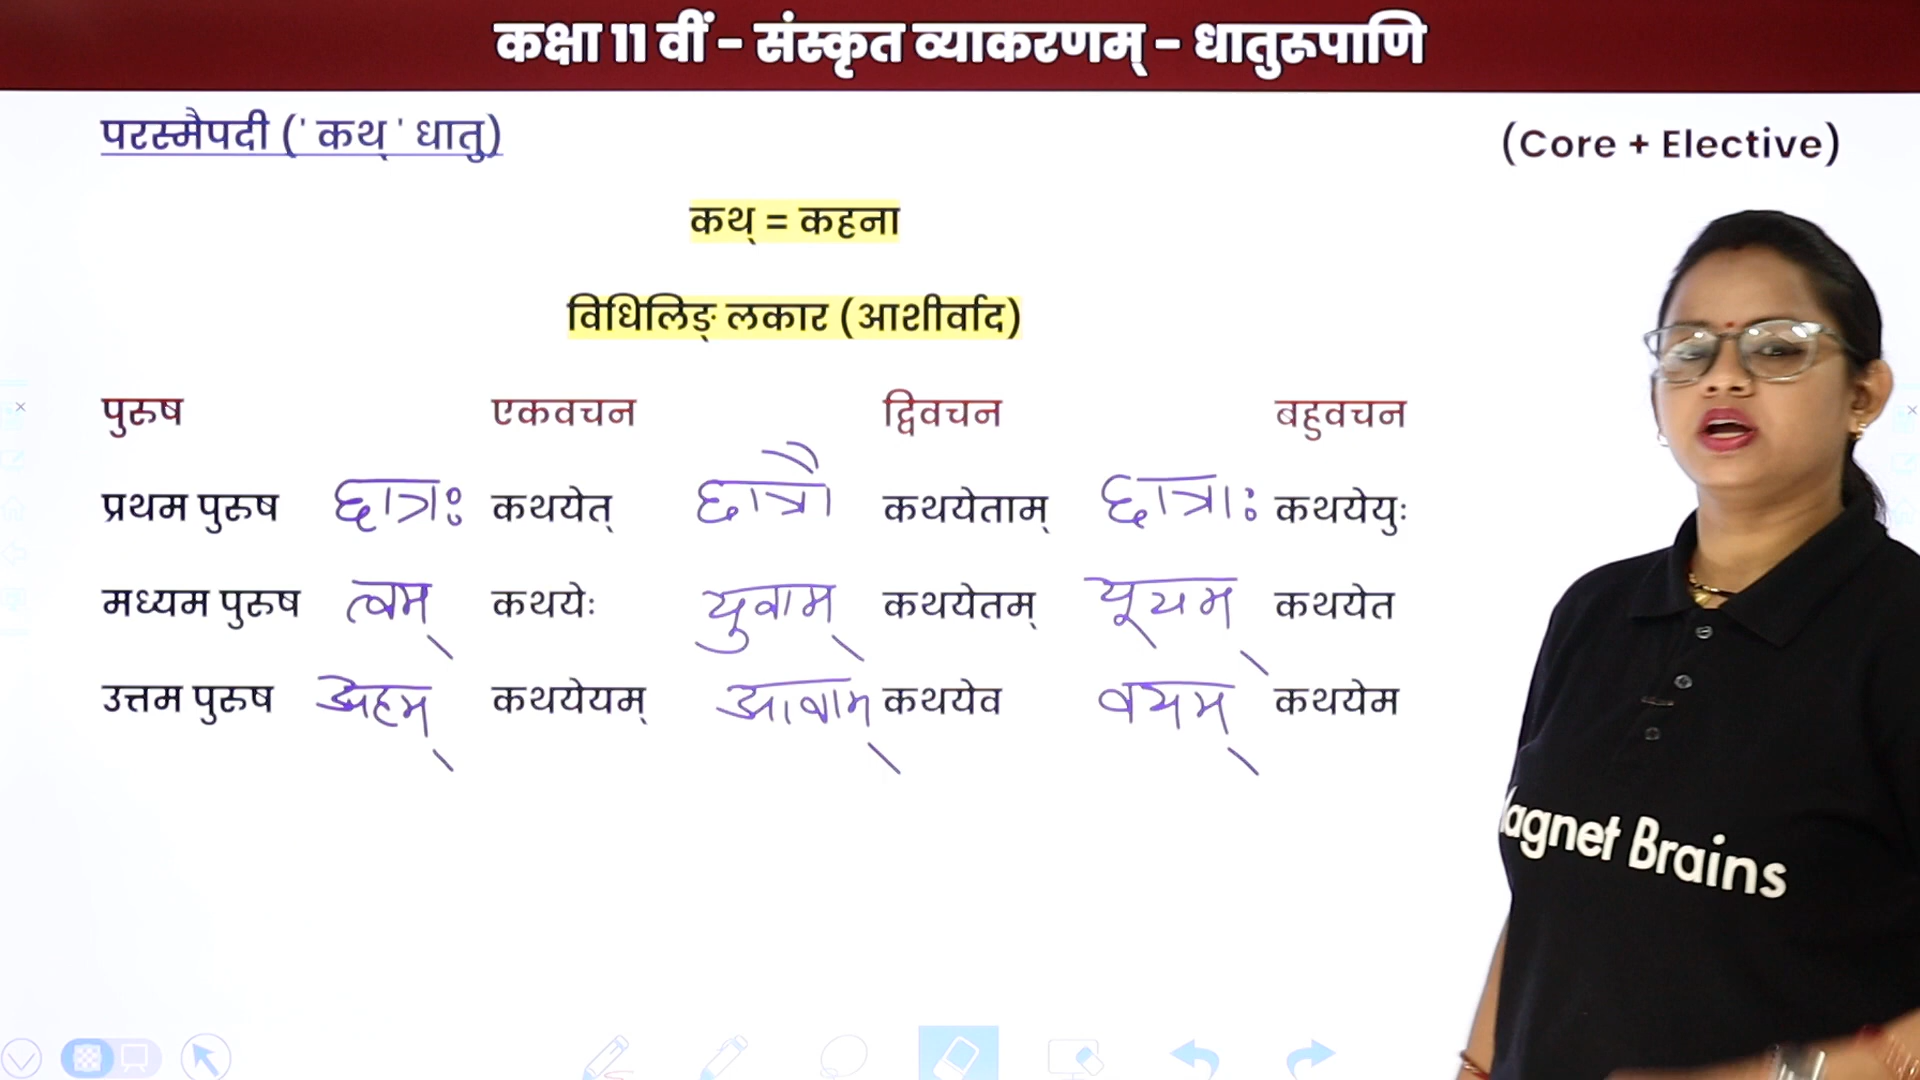 कक्षा 11 वीं - संस्कृत व्याकरणम् - धातुरूपाणि
परस्मैपदी (' कथ् ' धातु)
(Core + Elective)
कथ् = कहना
विधिलिङ् लकार (आशीर्वाद)
पुरुष एकवचन द्विवचन बहुवचन
प्रथम पुरुष छात्रः कथयेत् छात्रौ कथयेताम् छात्राः कथयेयुः
मध्यम पुरुष त्वम् कथयेः युवाम् कथयेतम् यूयम् कथयेत
उत्तम पुरुष अहम् कथयेयम् आवाम् कथयेव वयम् कथयेम
agnet Brains